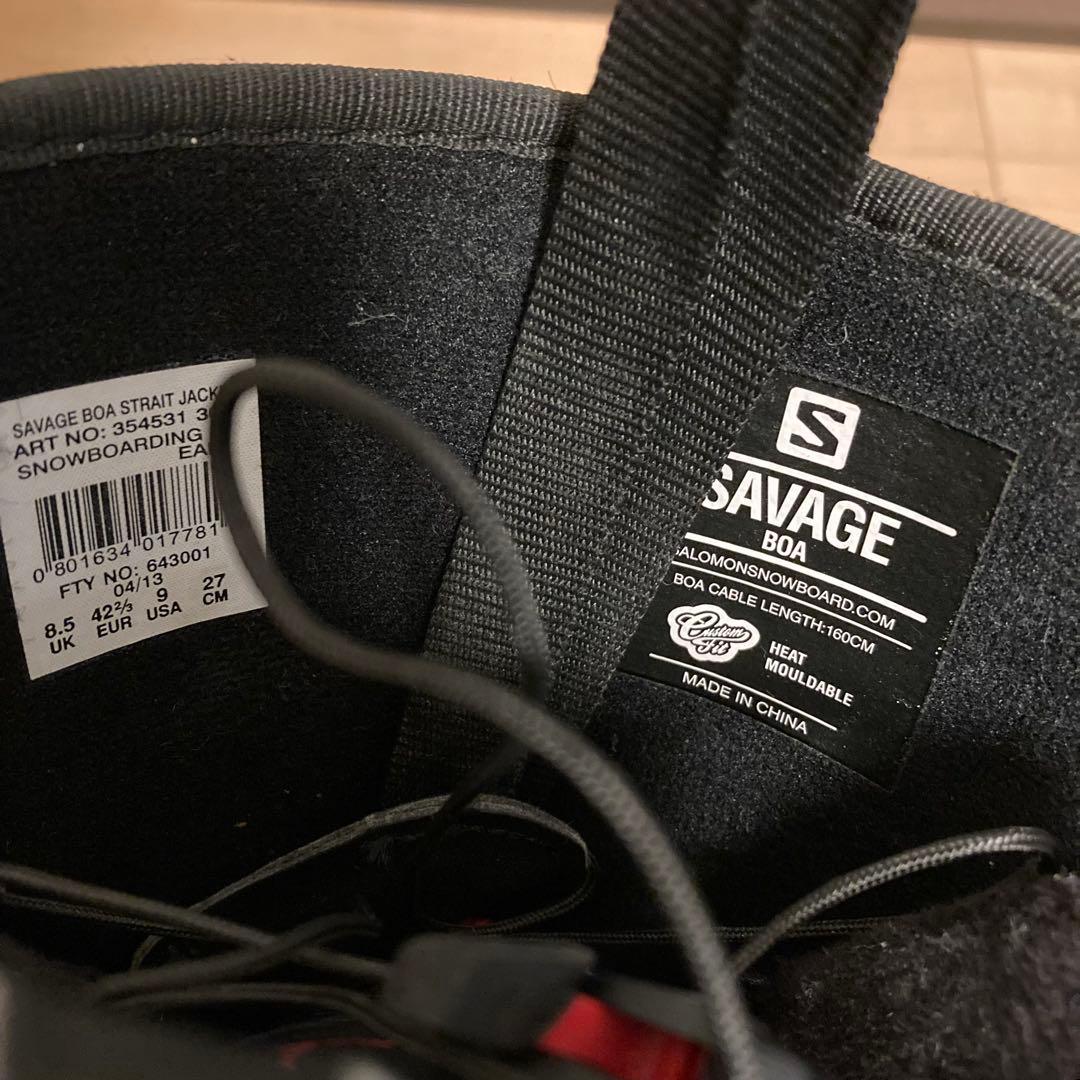 SAVAGE BOA STRAIT
ART NO: 354531
SNOWBOARDING
0 801634 017781
FTY NO: 643001
04/13
8.5 42⅔ 9 27
UK EUR USA CM
S
SAVAGE
BOA
SALOMONSNOWBOARD.COM
BOA CABLE LENGTH:160CM
Custom Fit
HEAT
MOULDABLE
MADE IN CHINA